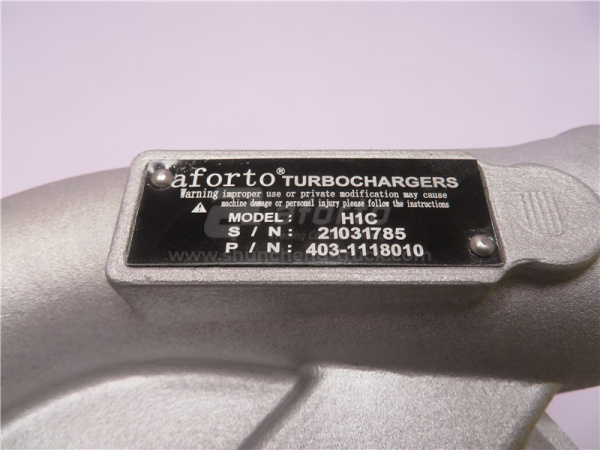 aforto® TURBOCHARGERS
Warning improper use or private modification may cause
machine demage or personal injury please follow the instructions
MODEL: H1C
S / N: 21031785
P / N: 403-1118010